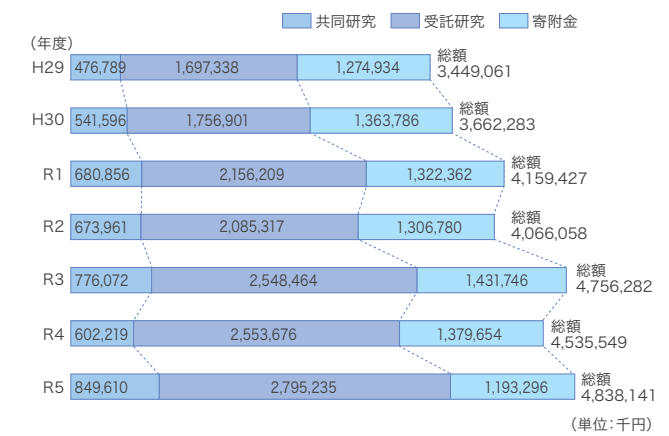 共同研究 受託研究 寄附金
（年度）
H29 476,789 1,697,338 1,274,934 総額 3,449,061
H30 541,596 1,756,901 1,363,786 総額 3,662,283
R1 680,856 2,156,209 1,322,362 総額 4,159,427
R2 673,961 2,085,317 1,306,780 総額 4,066,058
R3 776,072 2,548,464 1,431,746 総額 4,756,282
R4 602,219 2,553,676 1,379,654 総額 4,535,549
R5 849,610 2,795,235 1,193,296 総額 4,838,141
（単位：千円）